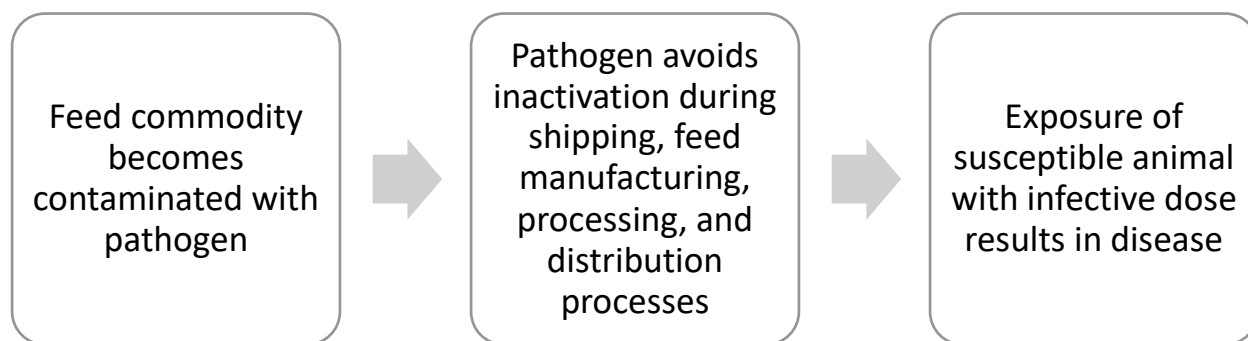 Feed commodity
becomes
contaminated with
pathogen
Pathogen avoids
inactivation during
shipping, feed
manufacturing,
processing, and
distribution
processes
Exposure of
susceptible animal
with infective dose
results in disease